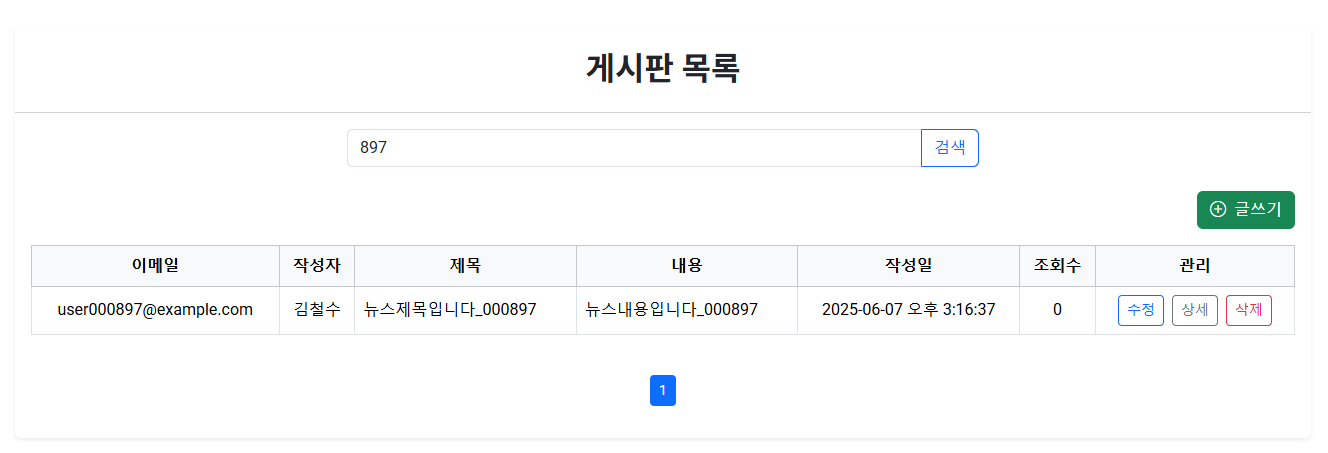 게시판 목록
897 검색
글쓰기
이메일 작성자 제목 내용 작성일 조회수 관리
user000897@example.com 김철수 뉴스제목입니다_000897 뉴스내용입니다_000897 2025-06-07 오후 3:16:37 0 수정 상세 삭제
1